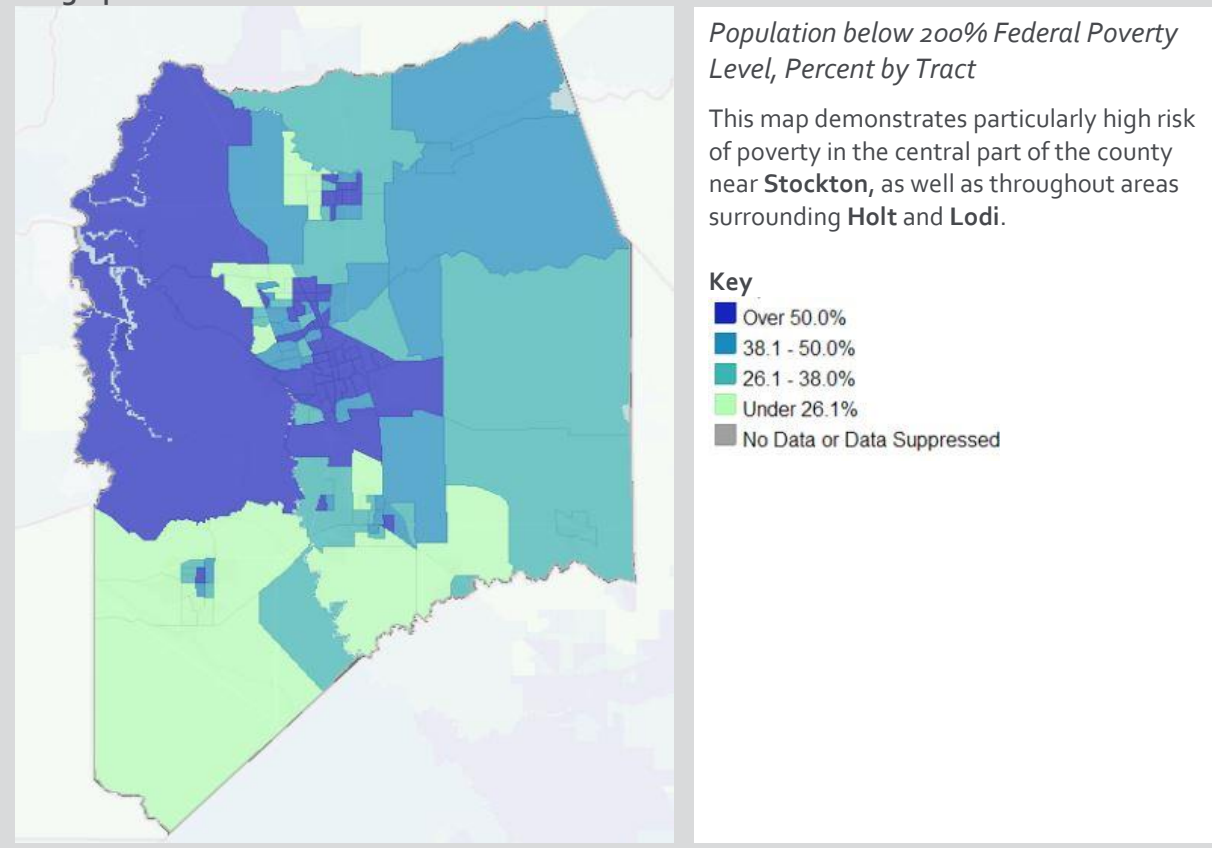 Population below 200% Federal Poverty
Level, Percent by Tract
This map demonstrates particularly high risk
of poverty in the central part of the county
near Stockton, as well as throughout areas
surrounding Holt and Lodi.
Key
Over 50.0%
38.1 - 50.0%
26.1 - 38.0%
Under 26.1%
No Data or Data Suppressed